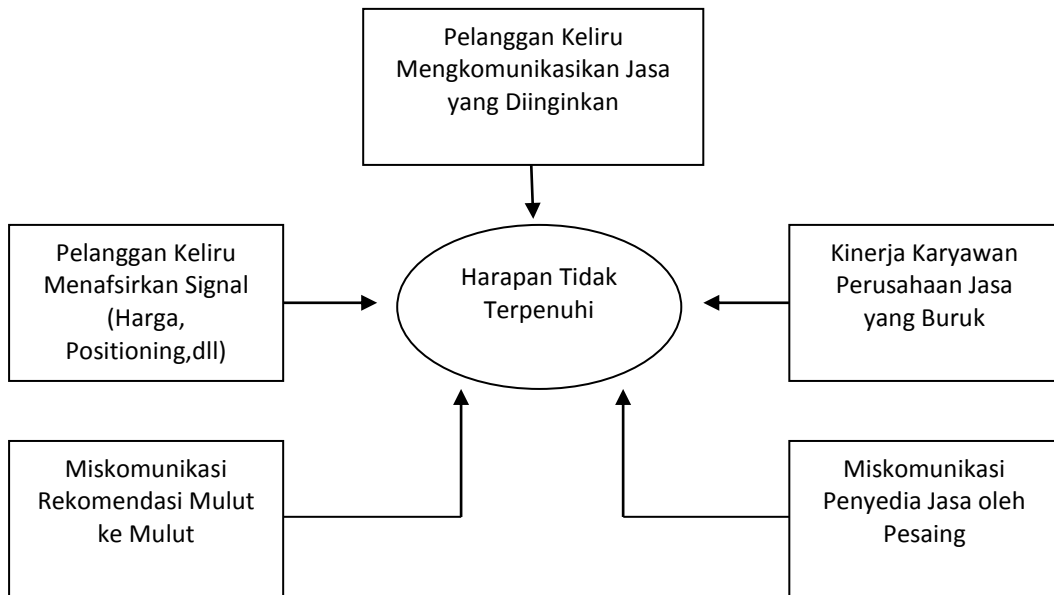 Pelanggan Keliru
Mengkomunikasikan Jasa
yang Diinginkan
Pelanggan Keliru
Menafsirkan Signal
(Harga,
Positioning,dll)
Harapan Tidak
Terpenuhi
Kinerja Karyawan
Perusahaan Jasa
yang Buruk
Miskomunikasi
Rekomendasi Mulut
ke Mulut
Miskomunikasi
Penyedia Jasa oleh
Pesaing